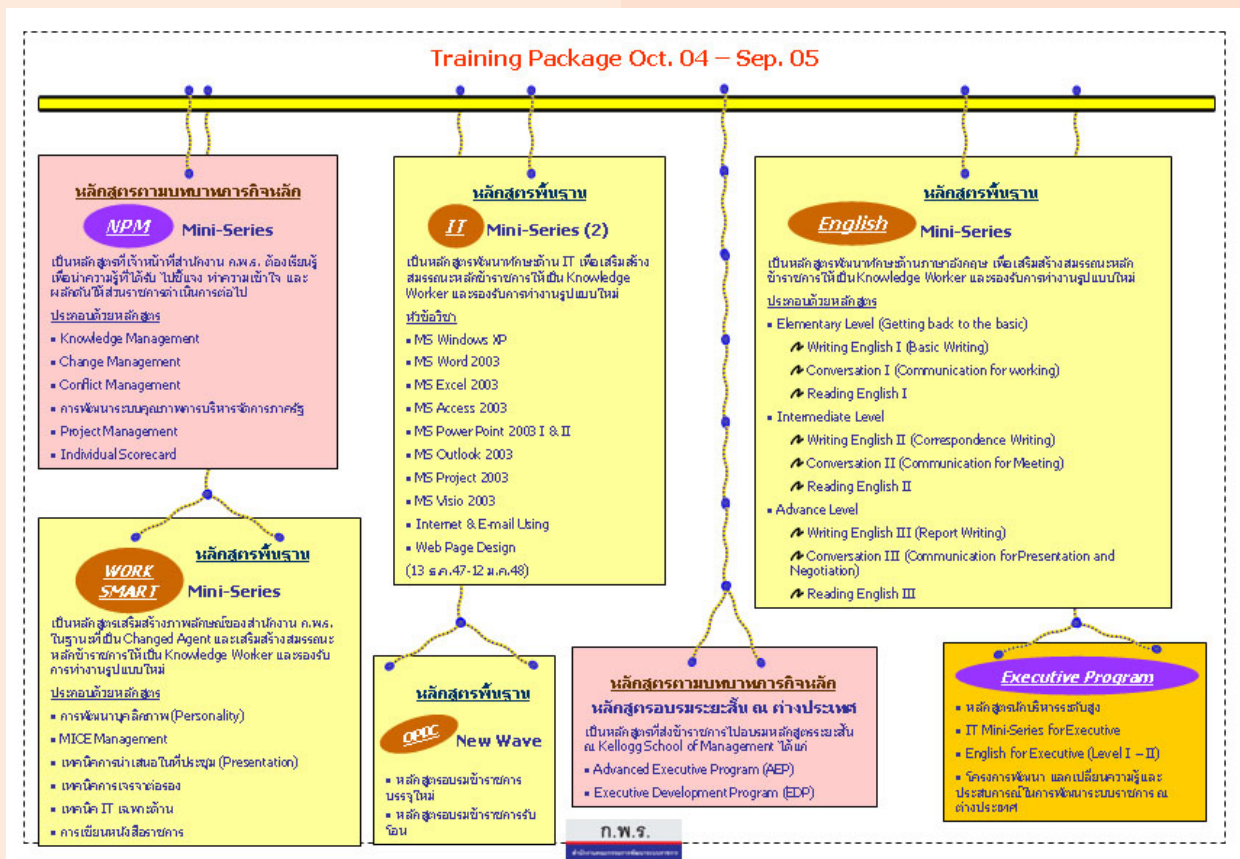 Training Package Oct. 04 – Sep. 05
หลักสูตรตามบทบาทภารกิจหลัก
NPM
Mini-Series
เป็นหลักสูตรที่เจ้าหน้าที่สำนักงาน ก.พ.ร. ต้องเรียนรู้
เพื่อนำความรู้ที่ได้รับ ไปชี้แจง ทำความเข้าใจ และ
ผลักดันให้ส่วนราชการดำเนินการต่อไป
ประกอบด้วยหลักสูตร
▪ Knowledge Management
▪ Change Management
▪ Conflict Management
▪ การพัฒนาระบบคุณภาพการบริหารจัดการภาครัฐ
▪ Project Management
▪ Individual Scorecard
หลักสูตรพื้นฐาน
WORK
SMART
Mini-Series
เป็นหลักสูตรเสริมสร้างภาพลักษณ์ของสำนักงาน ก.พ.ร.
ในฐานะที่เป็น Changed Agent และเสริมสร้างสมรรถนะ
หลักข้าราชการให้เป็น Knowledge Worker และรองรับ
การทำงานรูปแบบใหม่
ประกอบด้วยหลักสูตร
▪ การพัฒนาบุคลิกภาพ (Personality)
▪ MICE Management
▪ เทคนิคการนำเสนอในที่ประชุม (Presentation)
▪ เทคนิคการเจรจาต่อรอง
▪ เทคนิค IT เฉพาะด้าน
▪ การเขียนหนังสือราชการ
หลักสูตรพื้นฐาน
IT
Mini-Series (2)
เป็นหลักสูตรพัฒนาทักษะด้าน IT เพื่อเสริมสร้าง
สมรรถนะหลักข้าราชการให้เป็น Knowledge
Worker และรองรับการทำงานรูปแบบใหม่
หัวข้อวิชา
▪ MS Windows XP
▪ MS Word 2003
▪ MS Excel 2003
▪ MS Access 2003
▪ MS Power Point 2003 I & II
▪ MS Outlook 2003
▪ MS Project 2003
▪ MS Visio 2003
▪ Internet & E-mail Using
▪ Web Page Design
(13 ธ.ค.47-12 ม.ค.48)
หลักสูตรพื้นฐาน
OPDC
New Wave
▪ หลักสูตรอบรมข้าราชการ
บรรจุใหม่
▪ หลักสูตรอบรมข้าราชการรับ
โอน
หลักสูตรตามบทบาทภารกิจหลัก
หลักสูตรอบรมระยะสั้น ณ ต่างประเทศ
เป็นหลักสูตรที่ส่งข้าราชการไปอบรมหลักสูตรระยะสั้น
ณ Kellogg School of Management ได้แก่
▪ Advanced Executive Program (AEP)
▪ Executive Development Program (EDP)
หลักสูตรพื้นฐาน
English
Mini-Series
เป็นหลักสูตรพัฒนาทักษะด้านภาษาอังกฤษ เพื่อเสริมสร้างสมรรถนะหลัก
ข้าราชการให้เป็น Knowledge Worker และรองรับการทำงานรูปแบบใหม่
ประกอบด้วยหลักสูตร
▪ Elementary Level (Getting back to the basic)
Writing English I (Basic Writing)
Conversation I (Communication for working)
Reading English I
▪ Intermediate Level
Writing English II (Correspondence Writing)
Conversation II (Communication for Meeting)
Reading English II
▪ Advance Level
Writing English III (Report Writing)
Conversation III (Communication for Presentation and
Negotiation)
Reading English III
Executive Program
▪ หลักสูตรนักบริหารระดับสูง
▪ IT Mini-Series for Executive
▪ English for Executive (Level I – II)
▪ โครงการพัฒนา แลกเปลี่ยนความรู้และ
ประสบการณ์ในการพัฒนาระบบราชการ ณ
ต่างประเทศ
ก.พ.ร.
สำนักงานคณะกรรมการพัฒนาระบบราชการ